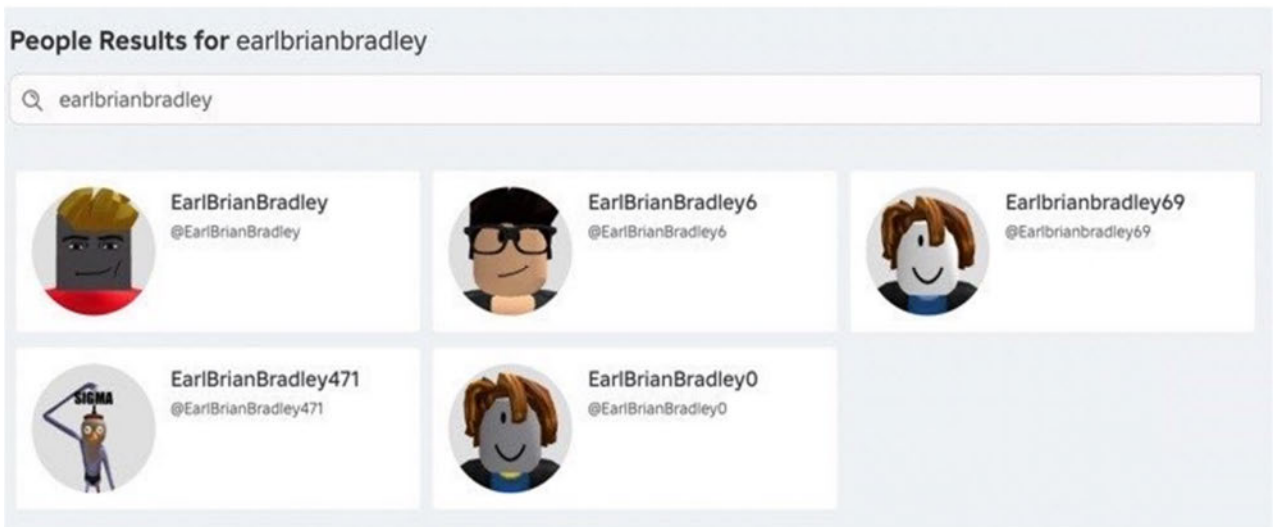 People Results for earlbrianbradley
earlbrianbradley
EarlBrianBradley
@EarlBrianBradley
EarlBrianBradley6
@EarlBrianBradley6
Earlbrianbradley69
@Earlbrianbradley69
EarlBrianBradley471
@EarlBrianBradley471
SIGMA
EarlBrianBradley0
@EarlBrianBradley0